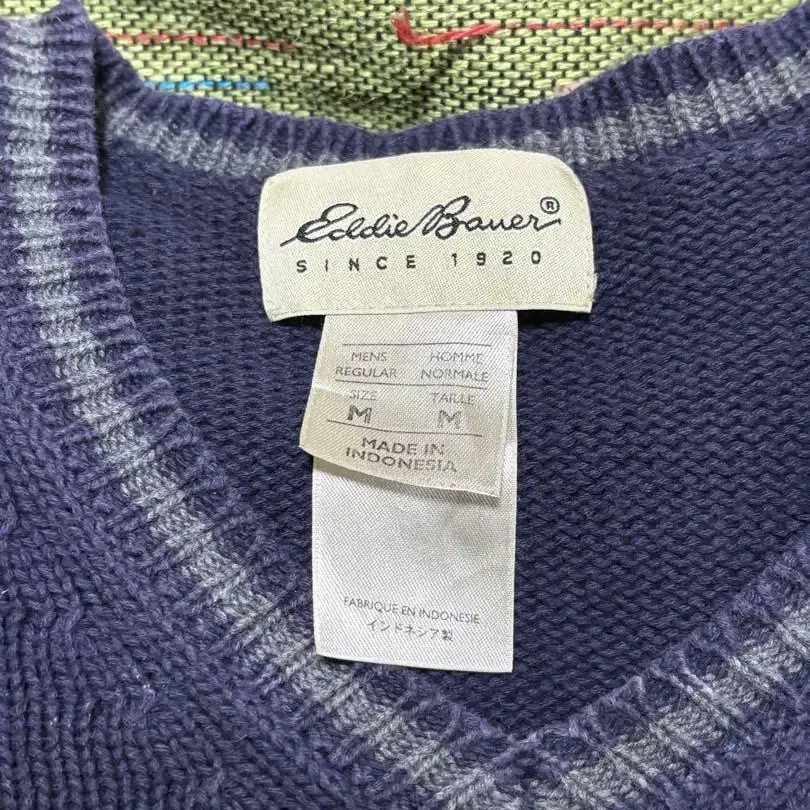 Eddie Bauer®
SINCE 1920
MENS HOMME
REGULAR NORMALE
SIZE TAILLE
M M
MADE IN
INDONESIA
FABRIQUE EN INDONESIE
インドネシア製